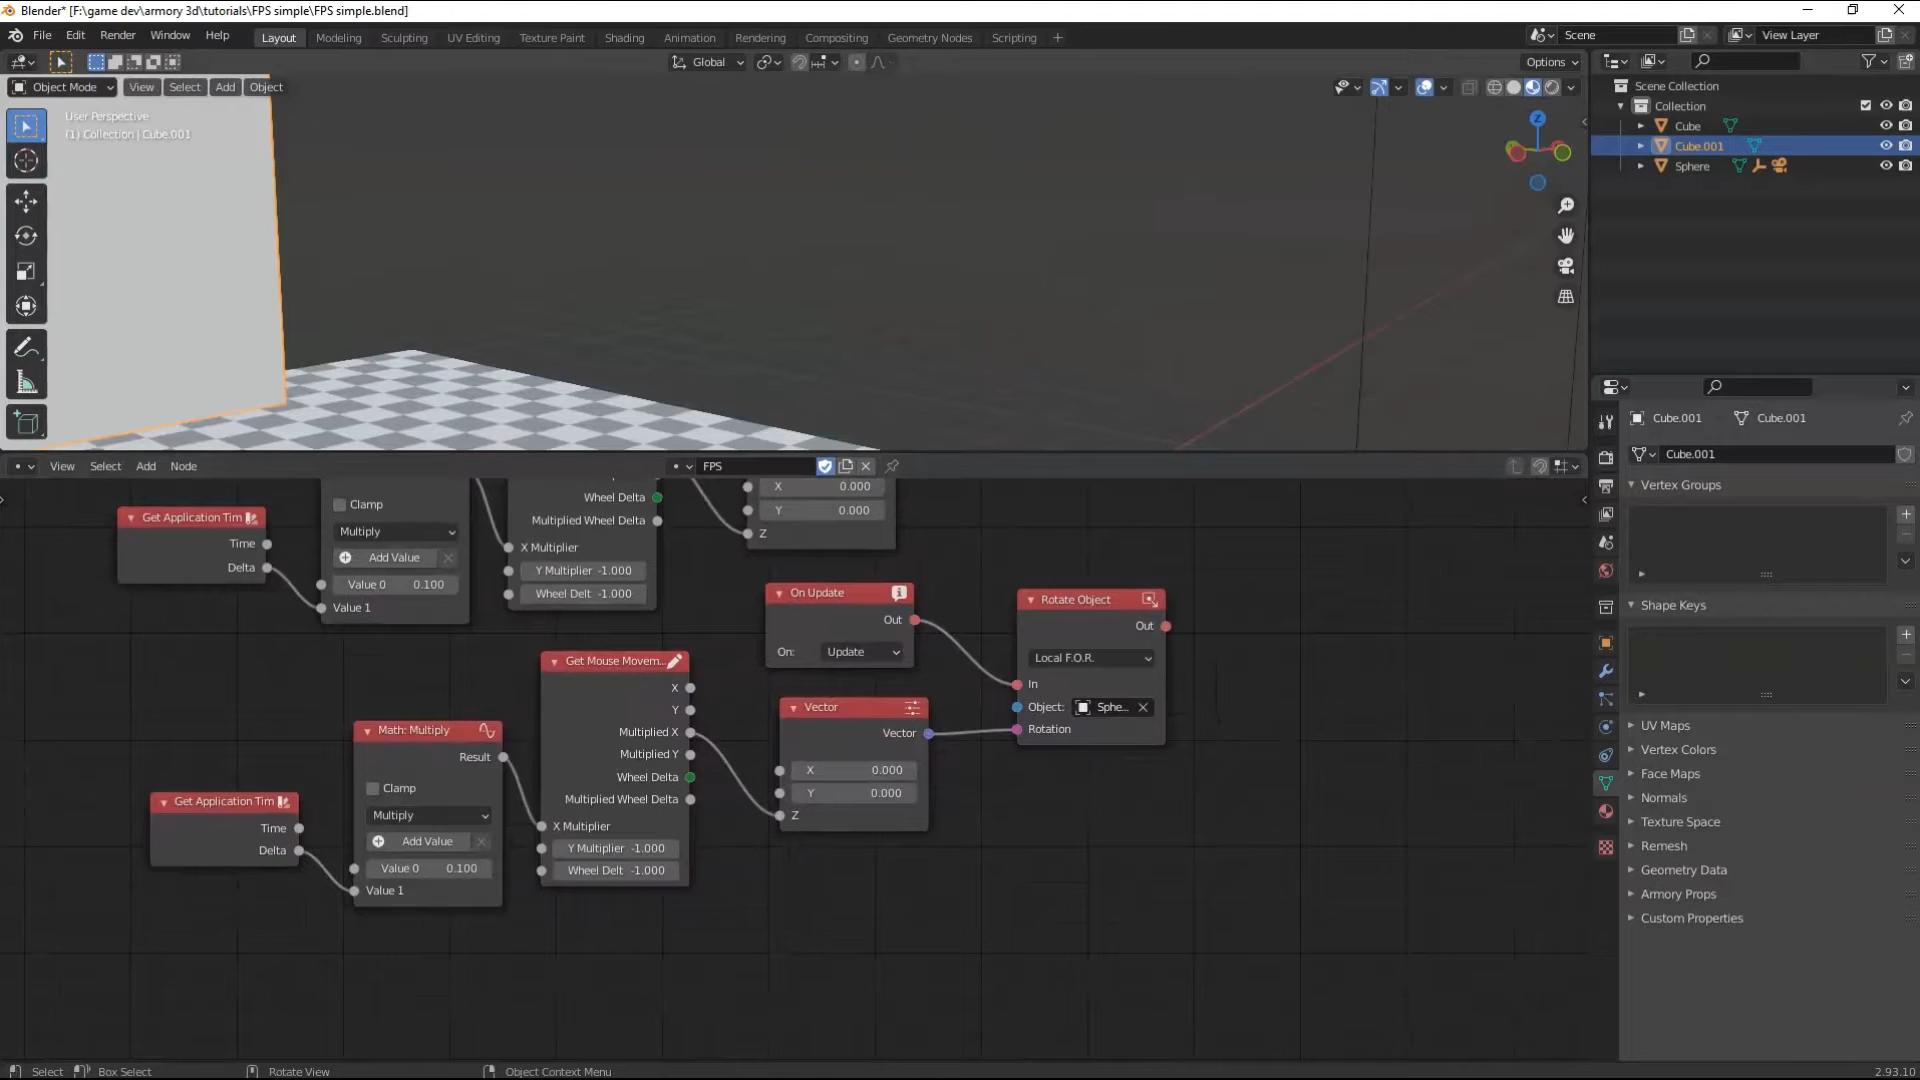 Blender* [F:\game dev\armory 3d\tutorials\FPS simple\FPS simple.blend]
File Edit Render Window Help Layout Modeling Sculpting UV Editing Texture Paint Shading Animation Rendering Compositing Geometry Nodes Scripting + Scene View Layer
Global Options
Object Mode View Select Add Object
User Perspective
(1) Collection | Cube.001
Z
Scene Collection
Collection
Cube
Cube.001
Sphere
Cube.001 Cube.001
Cube.001
Vertex Groups
Shape Keys
UV Maps
Vertex Colors
Face Maps
Normals
Texture Space
Remesh
Geometry Data
Armory Props
Custom Properties
View Select Add Node FPS
Get Application Tim
Time
Delta
Clamp
Multiply
Add Value
Value 0 0.100
Value 1
Wheel Delta
Multiplied Wheel Delta
X Multiplier
Y Multiplier -1.000
Wheel Delt -1.000
X 0.000
Y 0.000
Z
On Update
Out
On: Update
Rotate Object
Out
Local F.O.R.
In
Object: Sphe...
Rotation
Get Mouse Movem...
X
Y
Multiplied X
Multiplied Y
Wheel Delta
Multiplied Wheel Delta
X Multiplier
Y Multiplier -1.000
Wheel Delt -1.000
Vector
Vector
X 0.000
Y 0.000
Z
Math: Multiply
Result
Clamp
Multiply
Add Value
Value 0 0.100
Value 1
Get Application Tim
Time
Delta
Select Box Select Rotate View Object Context Menu 2.93.10